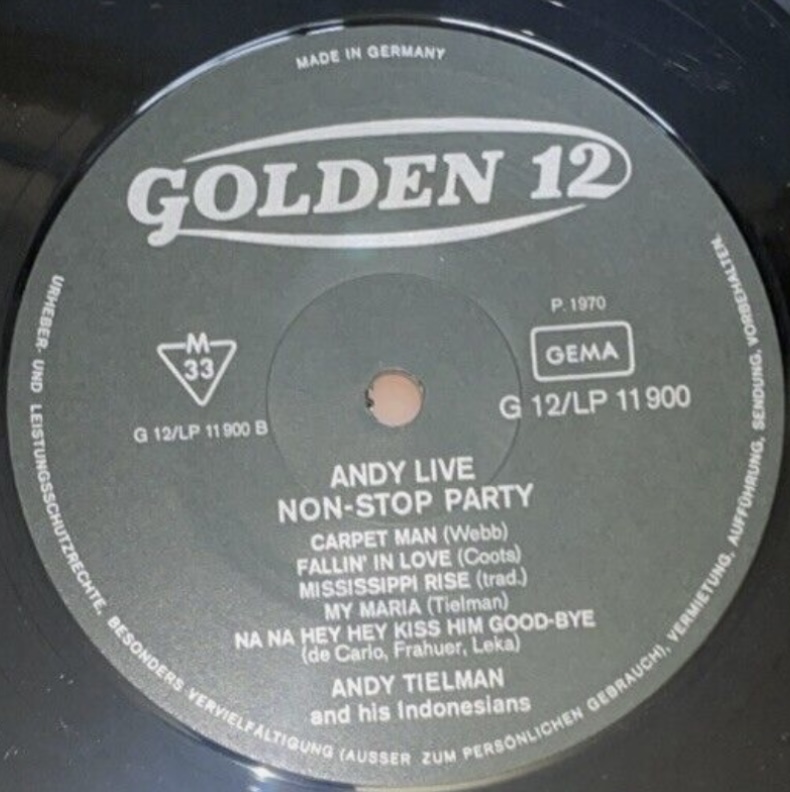 MADE IN GERMANY
GOLDEN 12
M
33
G 12/LP 11 900 B
P. 1970
GEMA
G 12/LP 11 900
ANDY LIVE
NON-STOP PARTY
CARPET MAN (Webb)
FALLIN' IN LOVE (Coots)
MISSISSIPPI RISE (trad.)
MY MARIA (Tielman)
NA NA HEY HEY KISS HIM GOOD-BYE
(de Carlo, Frahuer, Leka)
ANDY TIELMAN
and his Indonesians
URHEBER- UND LEISTUNGSSCHUTZRECHTE, BESONDERS VERVIELFÄLTIGUNG (AUSSER ZUM PERSÖNLICHEN GEBRAUCH), VERMIETUNG, AUFFÜHRUNG, SENDUNG, VORBEHALTEN.